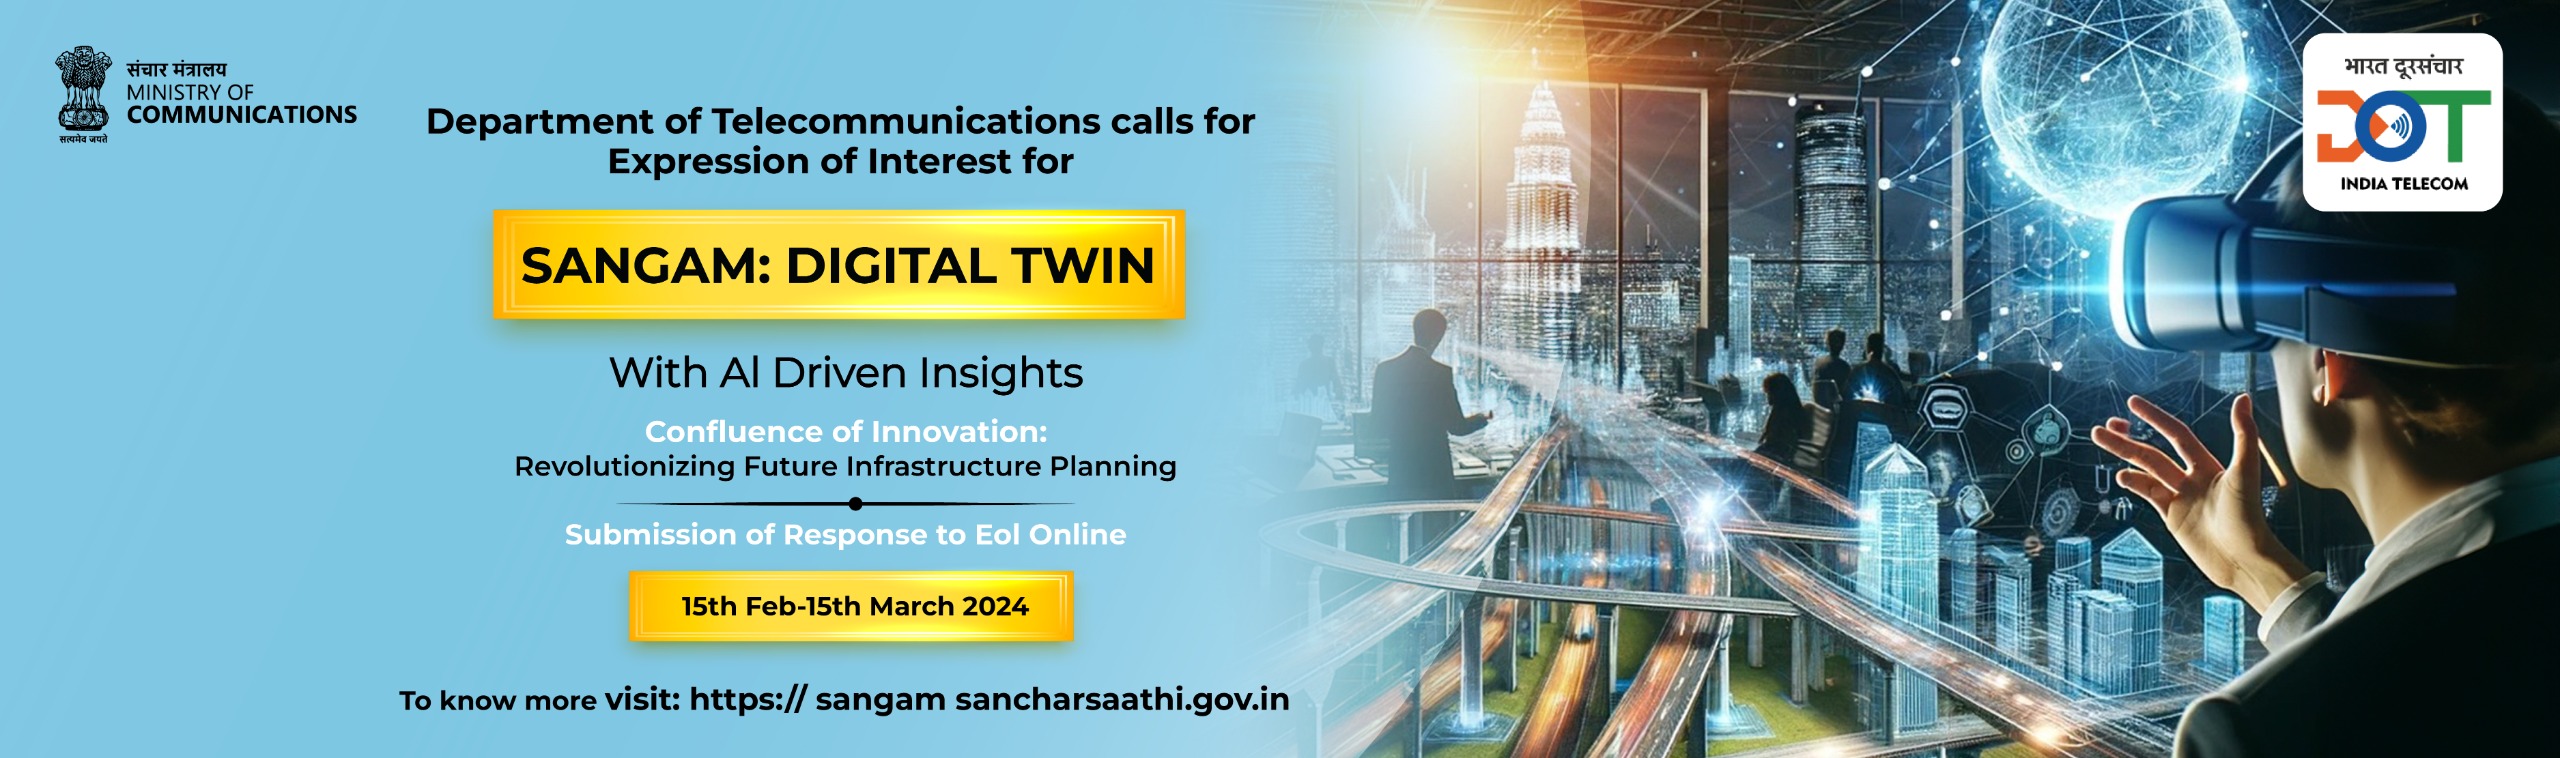 संचार मंत्रालय
MINISTRY OF
COMMUNICATIONS
सत्यमेव जयते
Department of Telecommunications calls for
Expression of Interest for
SANGAM: DIGITAL TWIN
With Al Driven Insights
Confluence of Innovation:
Revolutionizing Future Infrastructure Planning
Submission of Response to Eol Online
15th Feb-15th March 2024
To know more visit: https:// sangam sancharsaathi.gov.in
भारत दूरसंचार
DOT
INDIA TELECOM